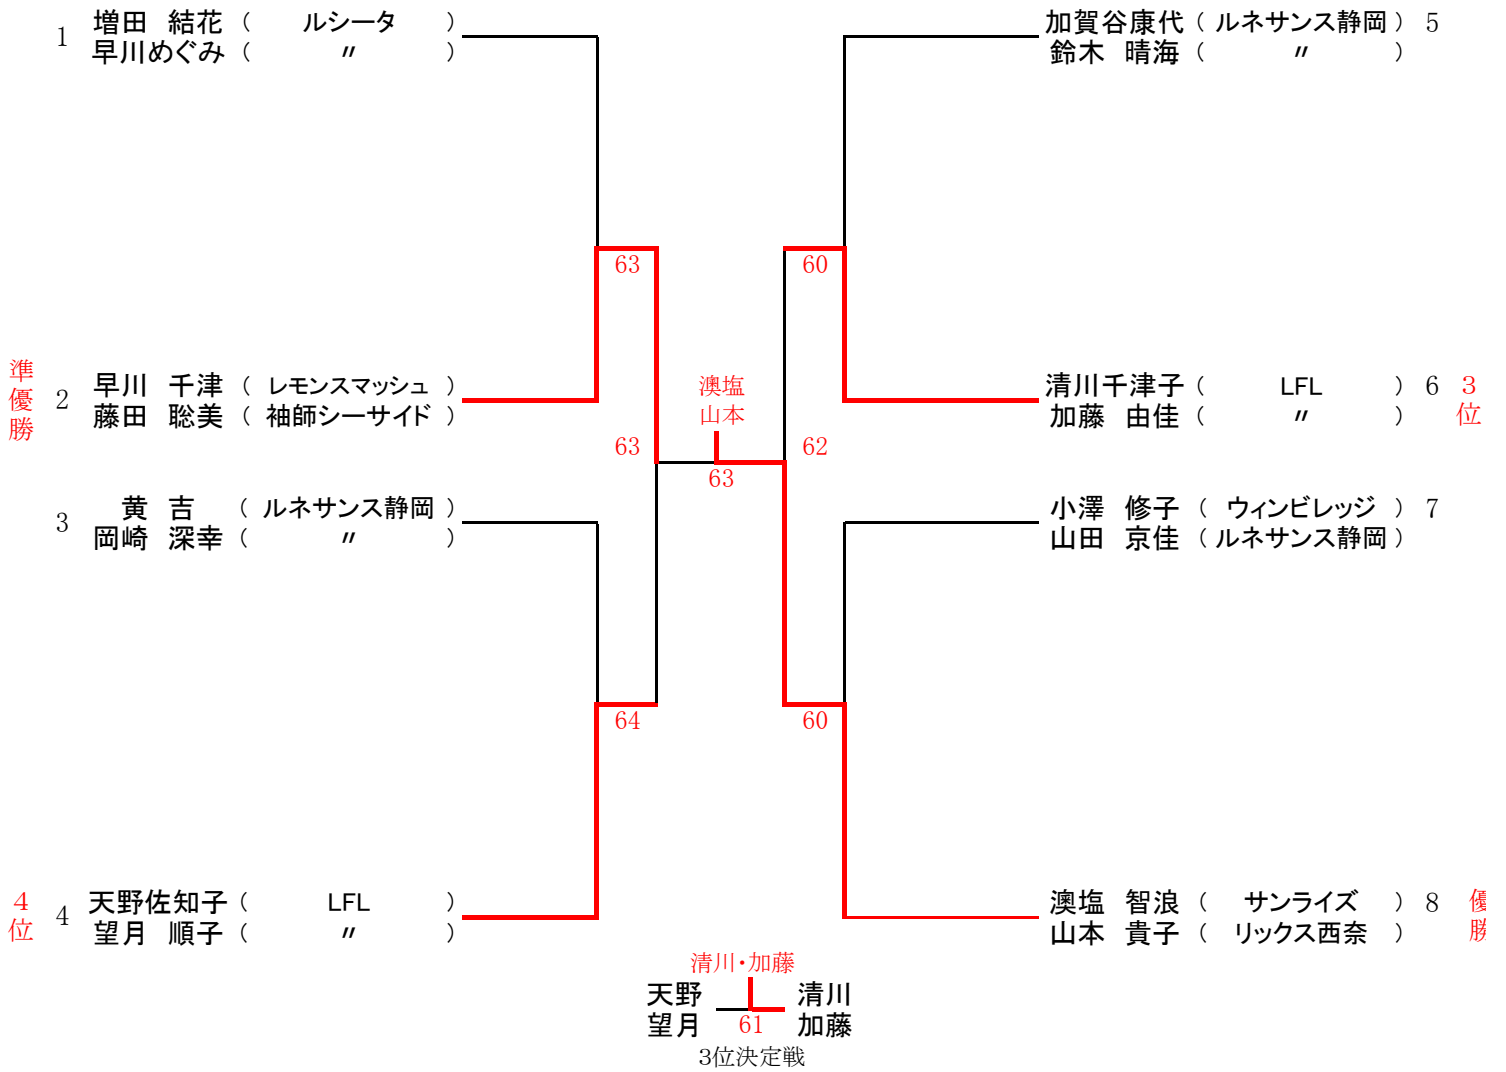 1 増田 結花 ( ルシータ )
早川めぐみ ( 〃 )
準優勝
2 早川 千津 ( レモンスマッシュ )
藤田 聡美 ( 袖師シーサイド )
3 黄 吉 ( ルネサンス静岡 )
岡崎 深幸 ( 〃 )
4位
4 天野佐知子 ( LFL )
望月 順子 ( 〃 )
63
63
64
澳塩
山本
63
60
62
60
加賀谷康代 ( ルネサンス静岡 ) 5
鈴木 晴海 ( 〃 )
清川千津子 ( LFL ) 6
加藤 由佳 ( 〃 )
3位
小澤 修子 ( ウィンビレッジ ) 7
山田 京佳 ( ルネサンス静岡 )
澳塩 智浪 ( サンライズ ) 8
山本 貴子 ( リックス西奈 )
優勝
清川・加藤
天野 清川
望月 61 加藤
3位決定戦